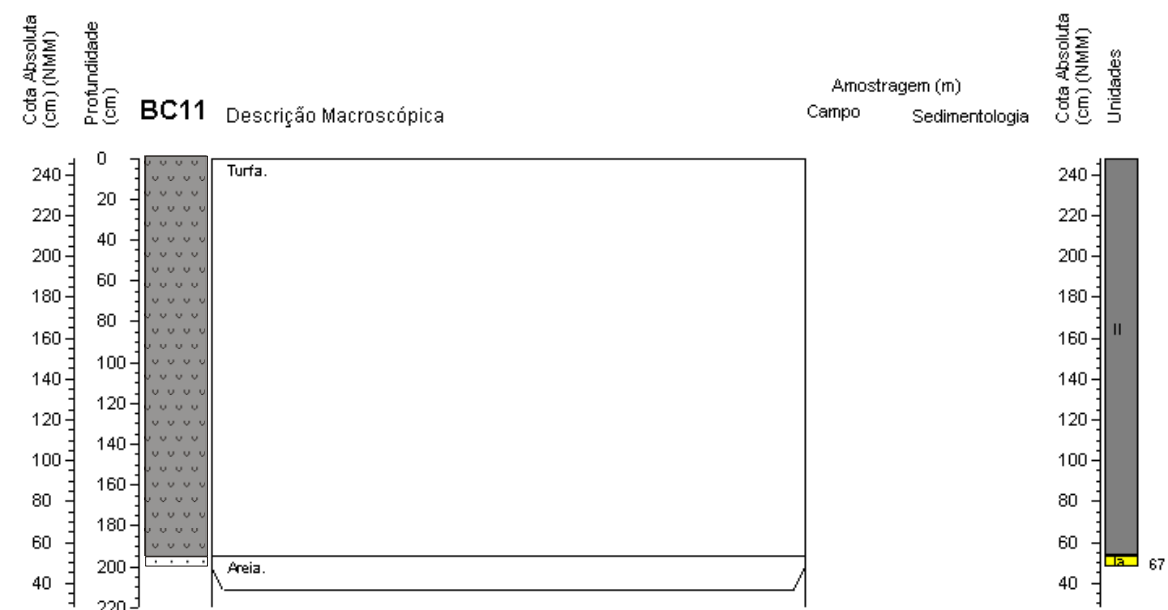 Cota Absoluta
(cm) (NMM)
Profundidade
(cm)
BC11
Descrição Macroscópica
Amostragem (m)
Campo
Sedimentologia
Cota Absoluta
(cm) (NMM)
Unidades
240
220
200
180
160
140
120
100
80
60
40
0
20
40
60
80
100
120
140
160
180
200
220
Turfa.
Areia.
240
220
200
180
160
140
120
100
80
60
40
II
Ia
67